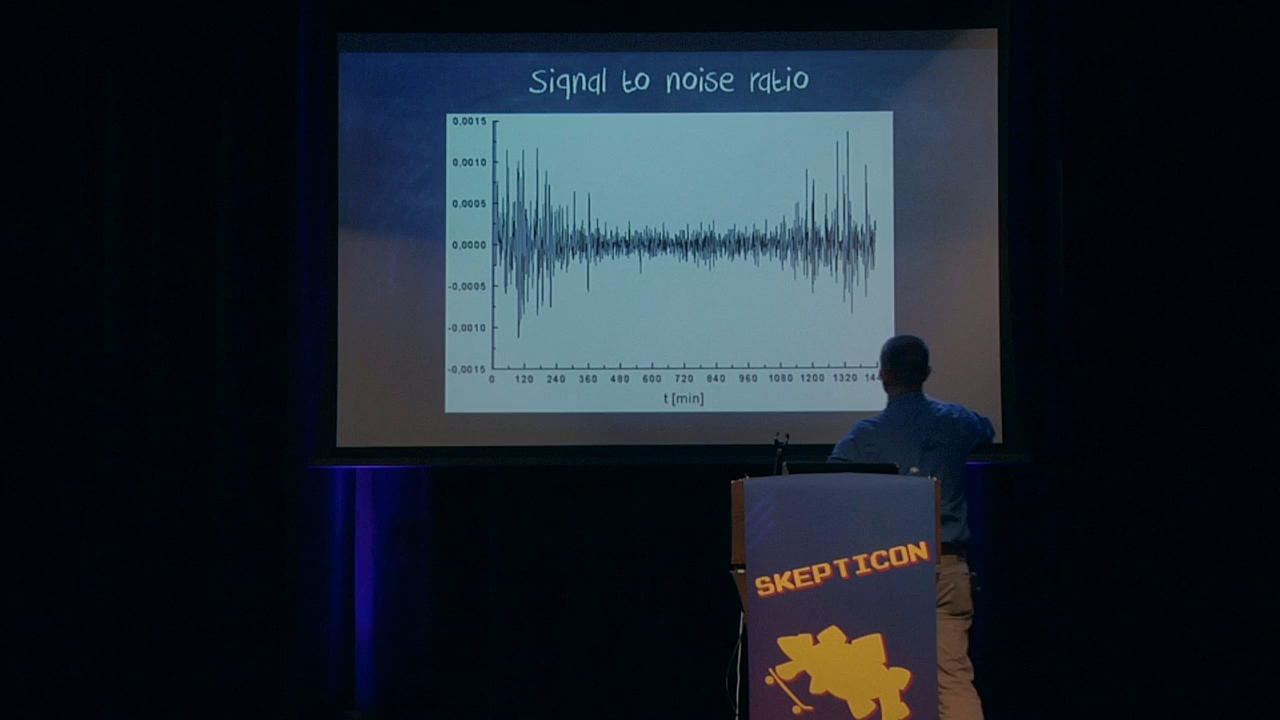 Signal to noise ratio
0,0015
0,0010
0,0005
0,0000
-0,0005
-0,0010
-0,0015
0 120 240 360 480 600 720 840 960 1080 1200 1320 144
t [min]
SKEPTICON